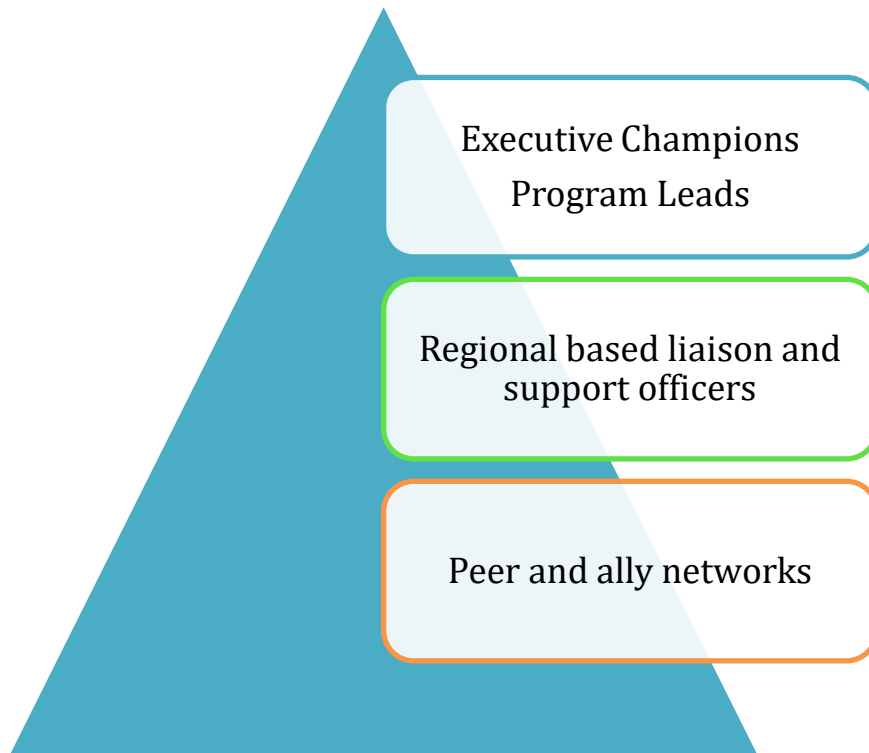 Executive Champions
Program Leads
Regional based liaison and
support officers
Peer and ally networks